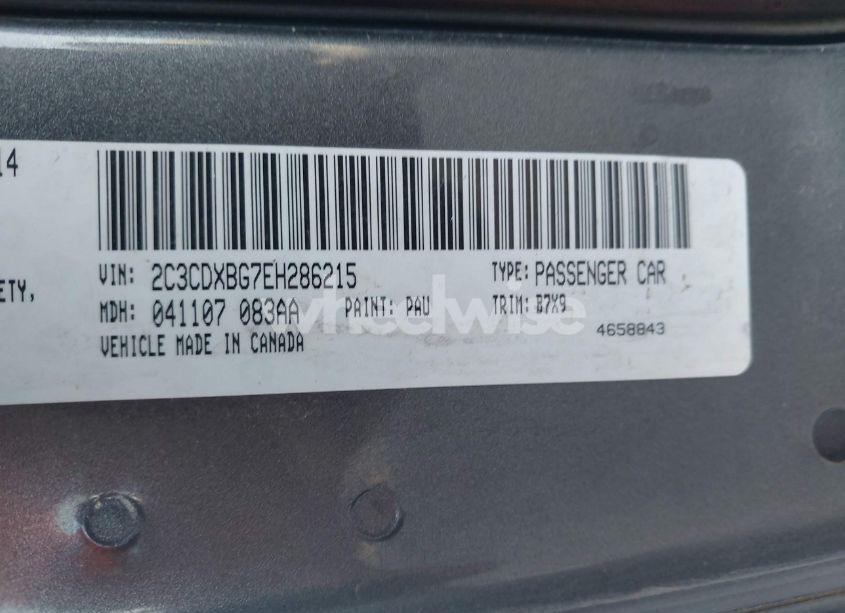 14
ETY,
VIN: 2C3CDXBG7EH286215 TYPE: PASSENGER CAR
MDH: 041107 083AA PAINT: PAU TRIM: B7X9
VEHICLE MADE IN CANADA 4658843
wheelwise